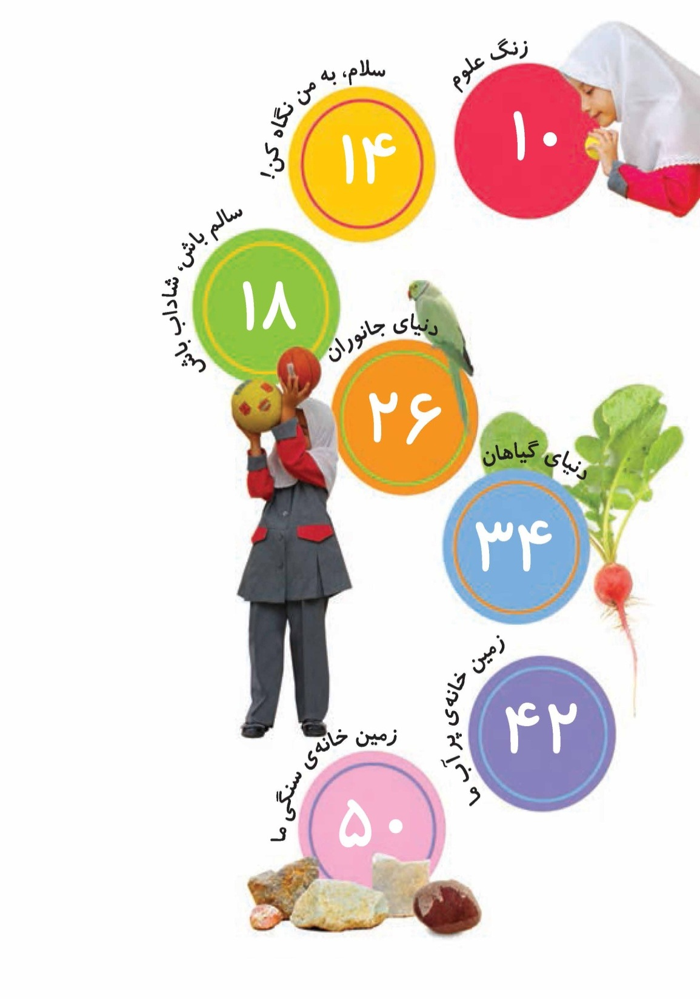 زنگ علوم
۱۰
سلام، به من نگاه کن!
۱۴
سالم باش، شاداب باش
۱۸
دنیای جانوران
۲۶
دنیای گیاهان
۳۴
زمین خانه‌ی پر آب ما
۴۲
زمین خانه‌ی سنگی ما
۵۰